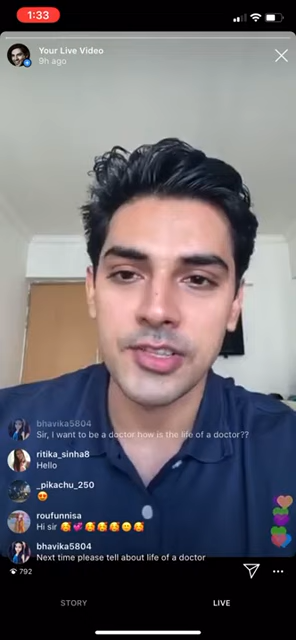 1:33
Your Live Video
9h ago
bhavika5804
Sir, I want to be a doctor how is the life of a doctor??
ritika_sinha8
Hello
_pikachu_250
😍
roufunnisa
Hi sir 🥰💞🥰🥰🥰😊🥰
bhavika5804
Next time please tell about life of a doctor
792
STORY
LIVE